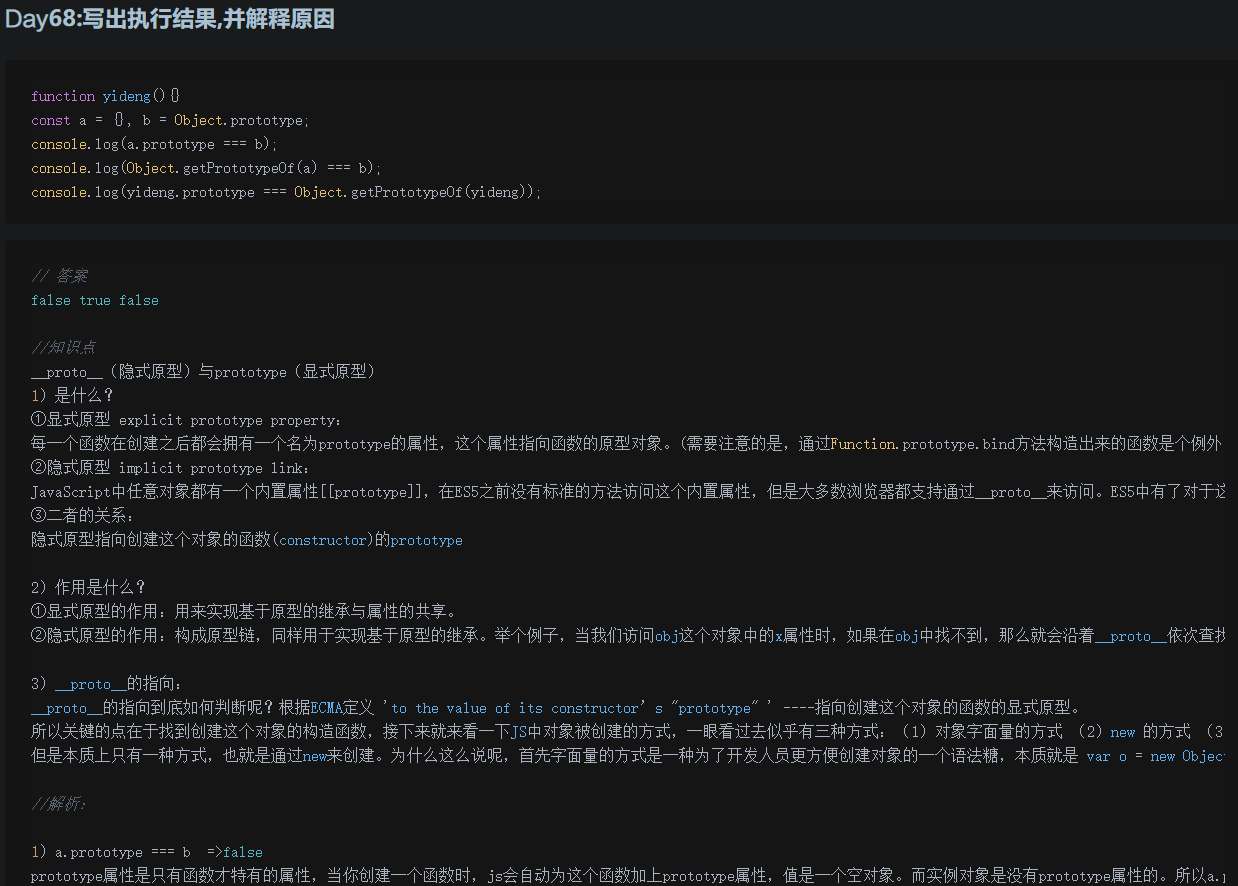 Day68:写出执行结果,并解释原因
function yideng(){}
const a = {}, b = Object.prototype;
console.log(a.prototype === b);
console.log(Object.getPrototypeOf(a) === b);
console.log(yideng.prototype === Object.getPrototypeOf(yideng));
// 答案
false true false
//知识点
__proto__（隐式原型）与prototype（显式原型）
1）是什么？
①显式原型 explicit prototype property：
每一个函数在创建之后都会拥有一个名为prototype的属性，这个属性指向函数的原型对象。(需要注意的是，通过Function.prototype.bind方法构造出来的函数是个例外
②隐式原型 implicit prototype link：
JavaScript中任意对象都有一个内置属性[[prototype]]，在ES5之前没有标准的方法访问这个内置属性，但是大多数浏览器都支持通过__proto__来访问。ES5中有了对于这
③二者的关系：
隐式原型指向创建这个对象的函数(constructor)的prototype
2）作用是什么？
①显式原型的作用：用来实现基于原型的继承与属性的共享。
②隐式原型的作用：构成原型链，同样用于实现基于原型的继承。举个例子，当我们访问obj这个对象中的x属性时，如果在obj中找不到，那么就会沿着__proto__依次查找
3）__proto__的指向：
__proto__的指向到底如何判断呢？根据ECMA定义 'to the value of its constructor’s "prototype" ' ----指向创建这个对象的函数的显式原型。
所以关键的点在于找到创建这个对象的构造函数，接下来就来看一下JS中对象被创建的方式，一眼看过去似乎有三种方式：（1）对象字面量的方式 （2）new 的方式 （3
但是本质上只有一种方式，也就是通过new来创建。为什么这么说呢，首先字面量的方式是一种为了开发人员更方便创建对象的一个语法糖，本质就是 var o = new Objec
//解析：
1）a.prototype === b  =>false
prototype属性是只有函数才特有的属性，当你创建一个函数时，js会自动为这个函数加上prototype属性，值是一个空对象。而实例对象是没有prototype属性的。所以a.p